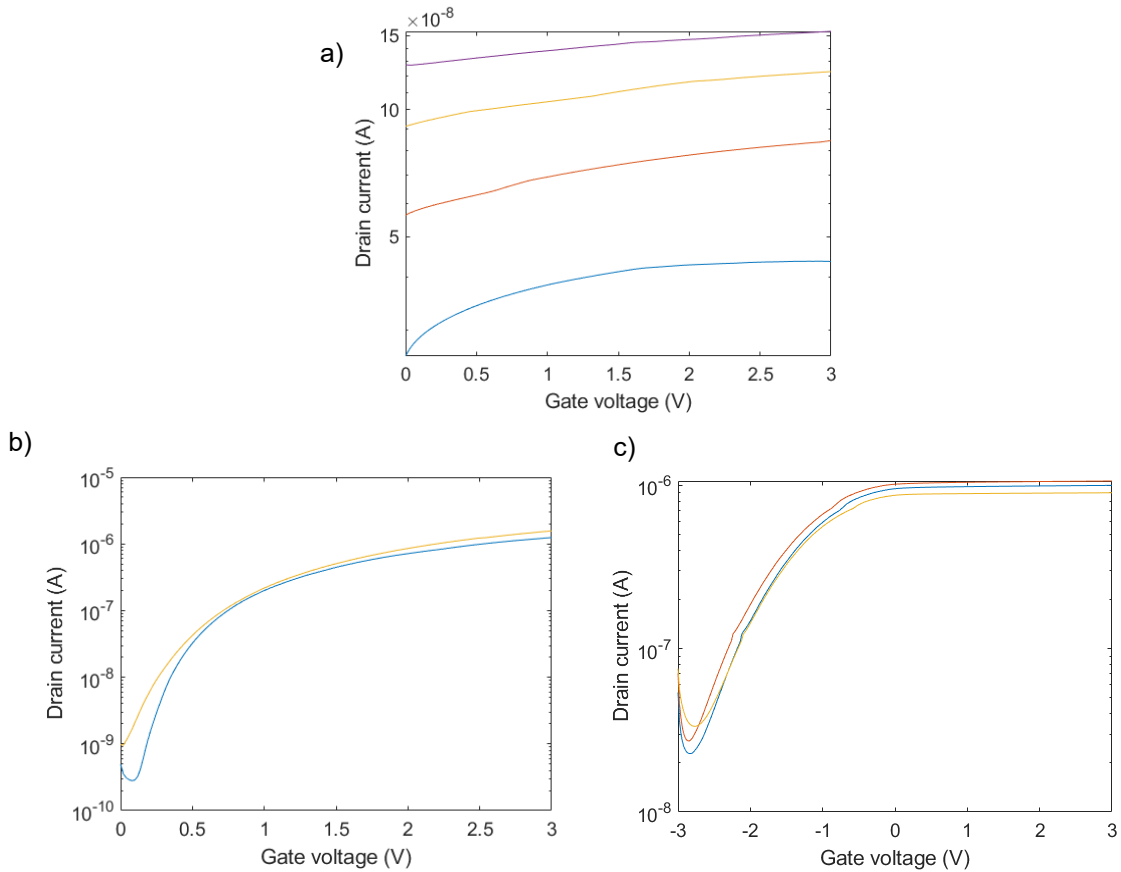 a)
×10⁻⁸
15
10
5
Drain current (A)
0 0.5 1 1.5 2 2.5 3
Gate voltage (V)
b)
10⁻⁵
10⁻⁶
10⁻⁷
10⁻⁸
10⁻⁹
10⁻¹⁰
Drain current (A)
0 0.5 1 1.5 2 2.5 3
Gate voltage (V)
c)
10⁻⁶
10⁻⁷
10⁻⁸
Drain current (A)
-3 -2 -1 0 1 2 3
Gate voltage (V)